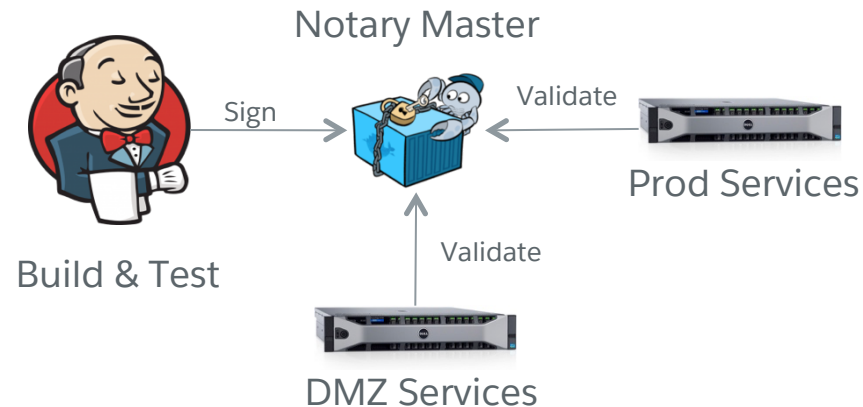 Notary Master
Sign
Validate
Prod Services
Build & Test
Validate
DMZ Services